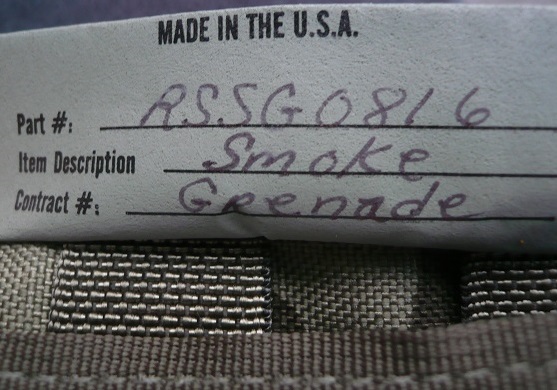 MADE IN THE U.S.A.
Part #: RSSG0816
Item Description Smoke
Contract #: Grenade